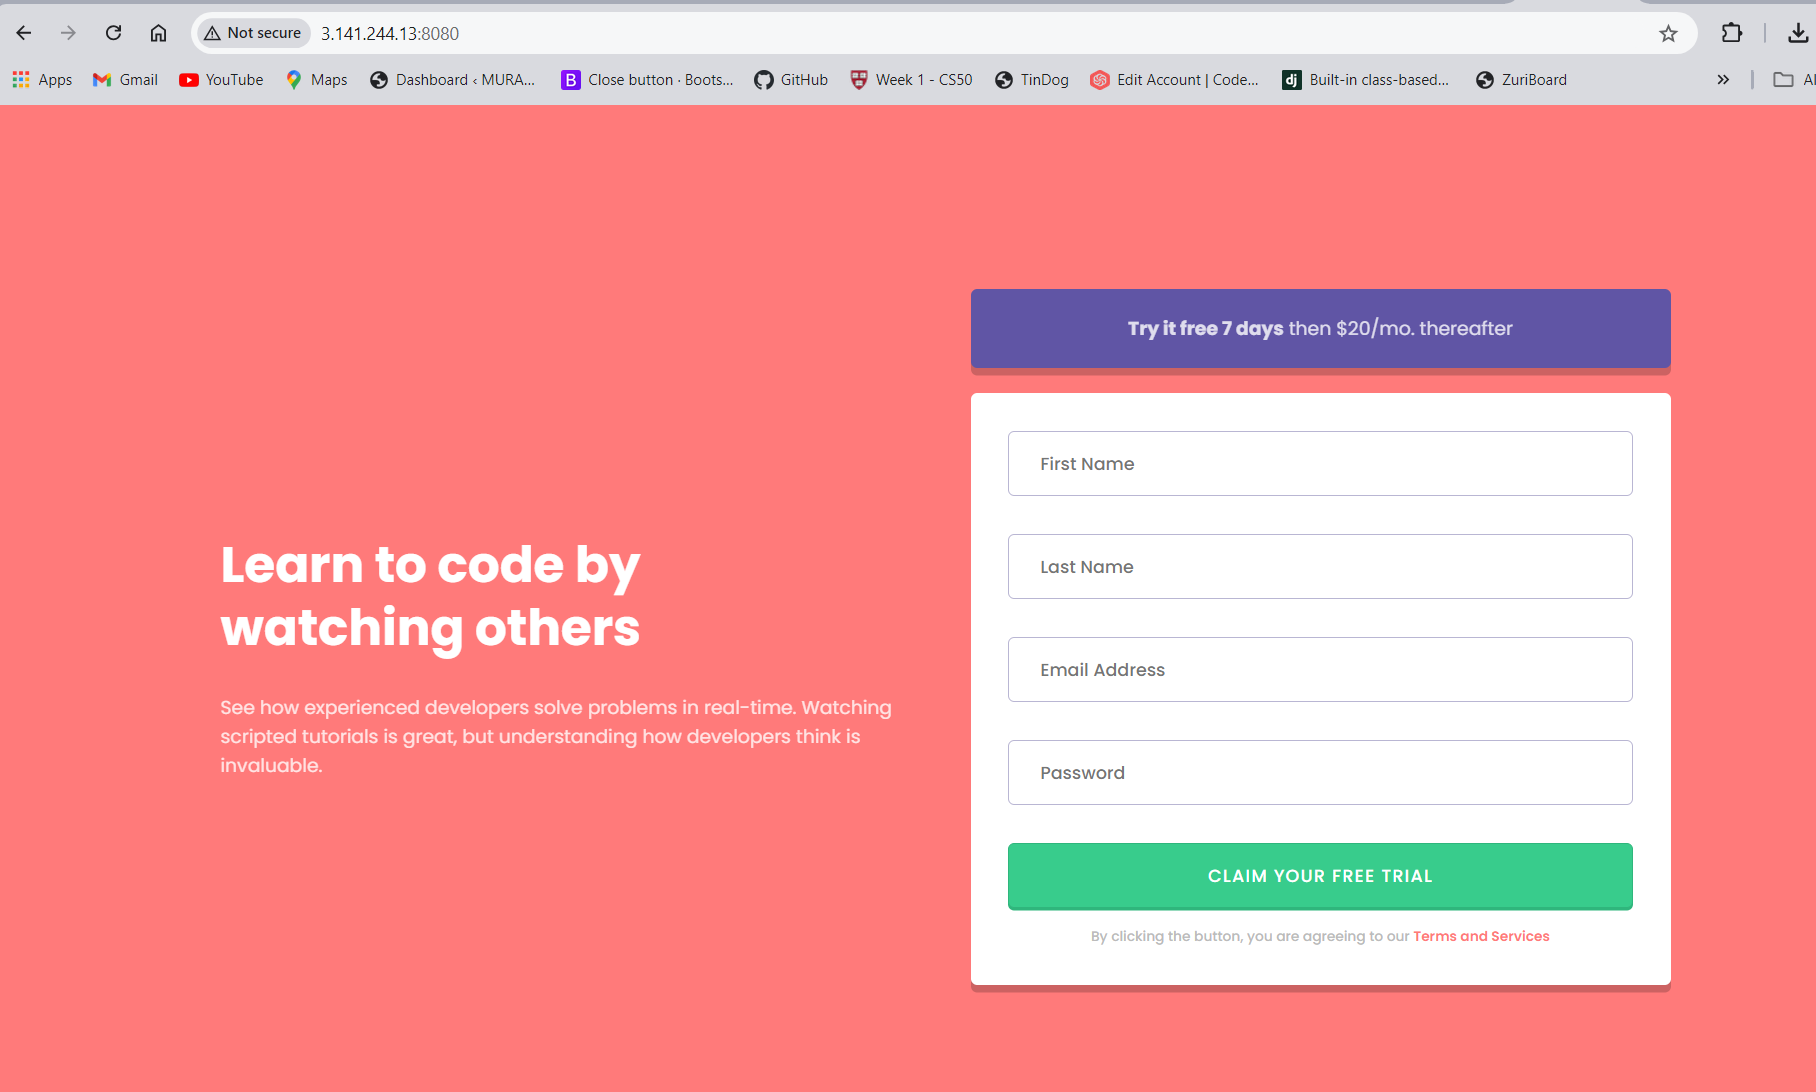 Not secure 3.141.244.13:8080
Apps Gmail YouTube Maps Dashboard ‹ MURA... B Close button · Boots... GitHub Week 1 - CS50 TinDog Edit Account | Code... dj Built-in class-based... ZuriBoard » Al
Try it free 7 days then $20/mo. thereafter
First Name
Last Name
Learn to code by
watching others
Email Address
See how experienced developers solve problems in real-time. Watching
scripted tutorials is great, but understanding how developers think is
invaluable.
Password
CLAIM YOUR FREE TRIAL
By clicking the button, you are agreeing to our Terms and Services